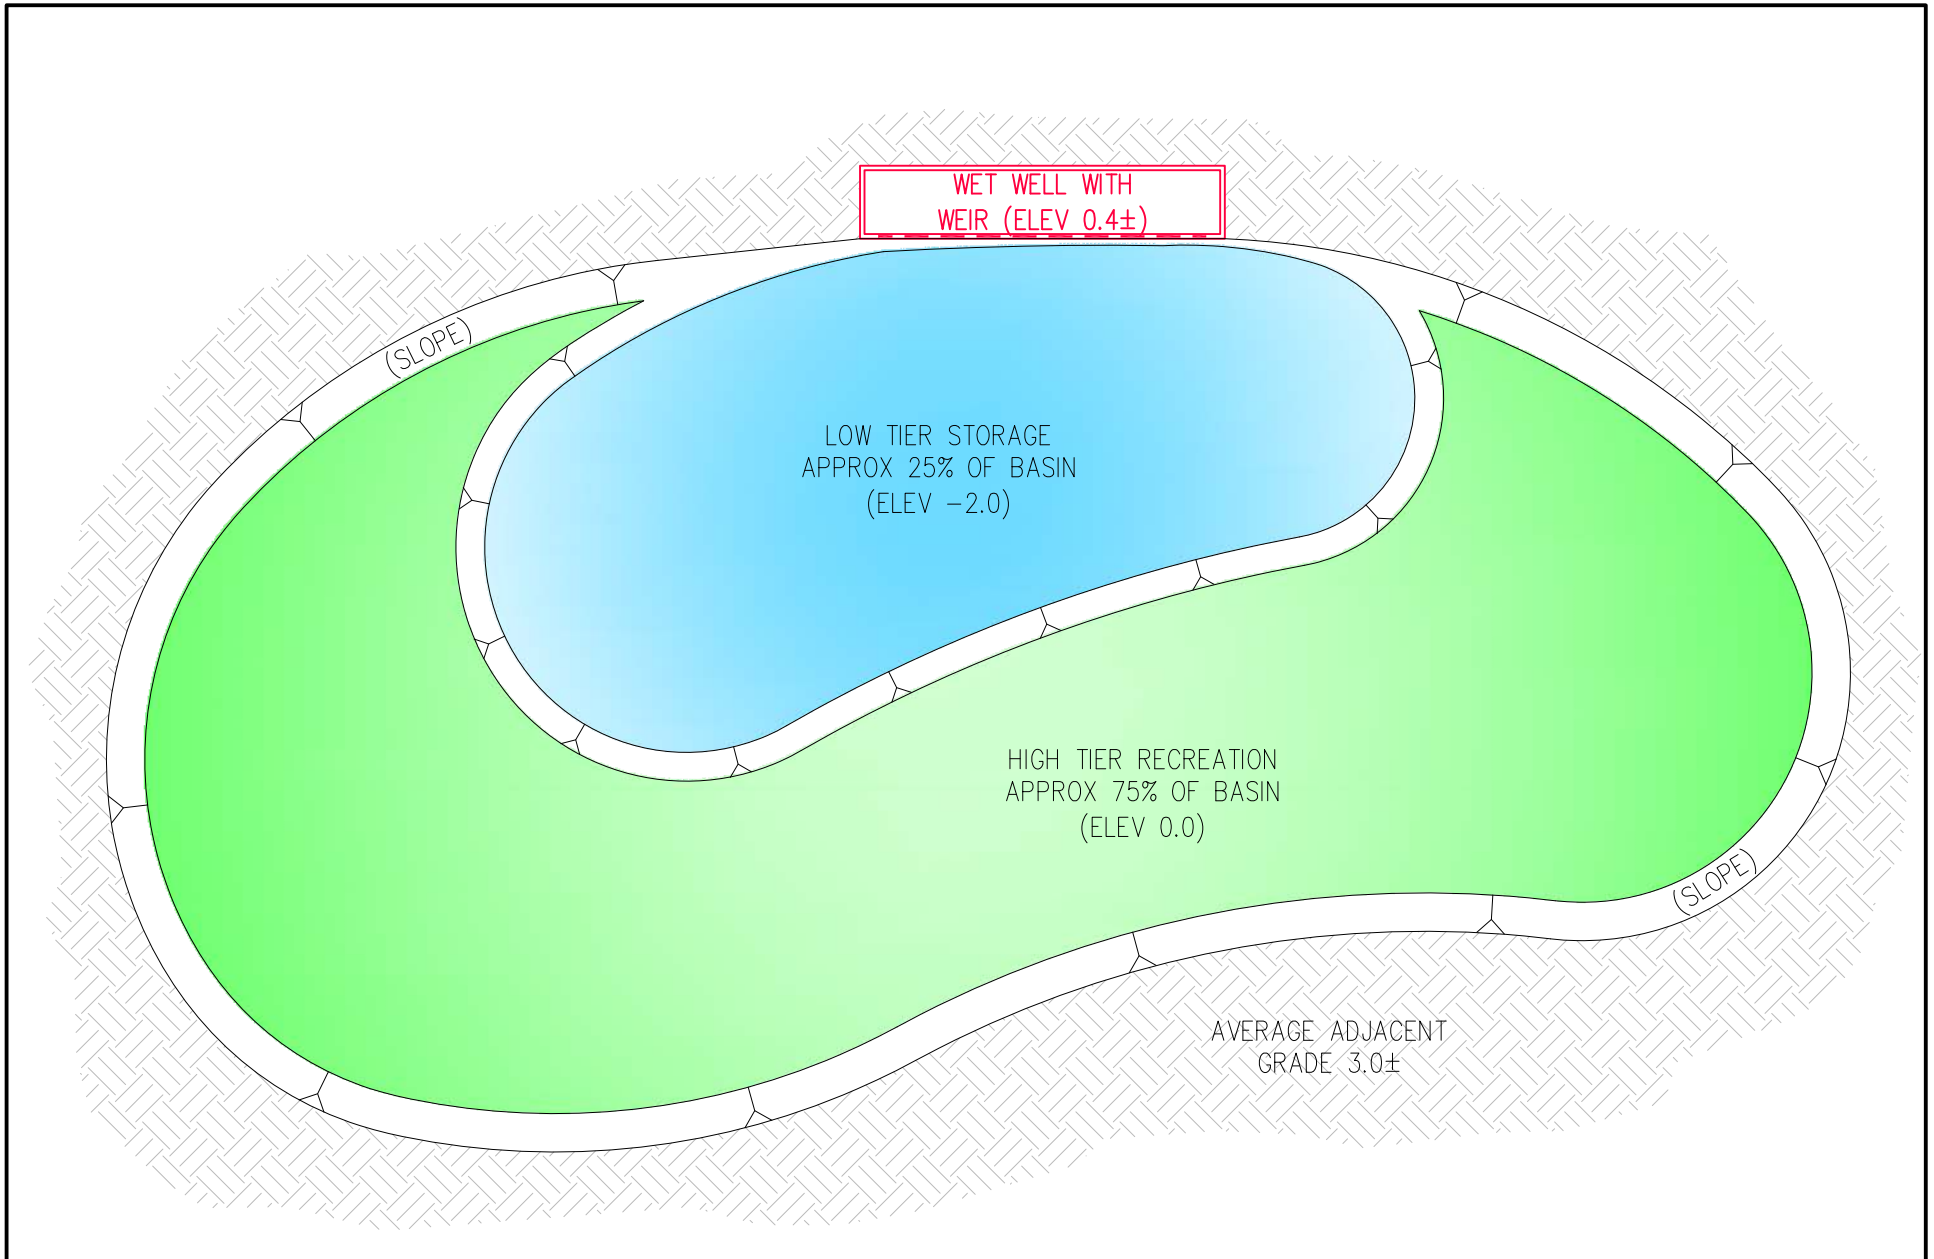 WET WELL WITH
WEIR (ELEV 0.4±)
(SLOPE)
LOW TIER STORAGE
APPROX 25% OF BASIN
(ELEV -2.0)
HIGH TIER RECREATION
APPROX 75% OF BASIN
(ELEV 0.0)
(SLOPE)
AVERAGE ADJACENT
GRADE 3.0±